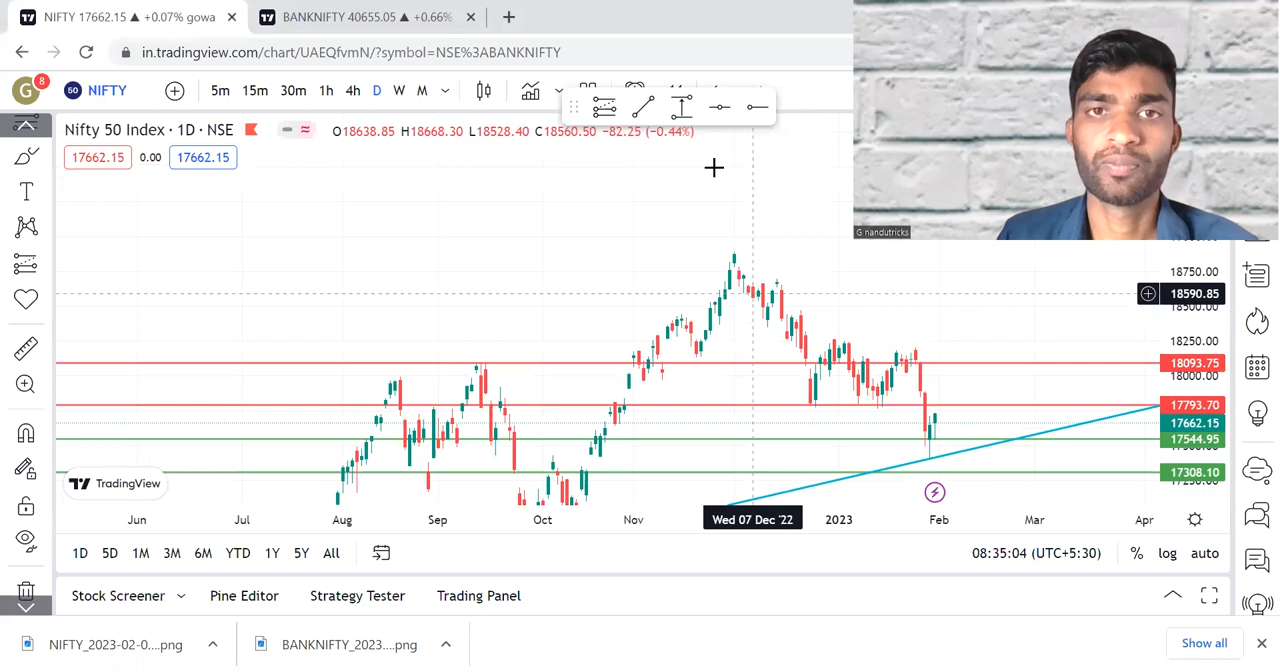 NIFTY 17662.15 ▲ +0.07% gowa
BANKNIFTY 40655.05 ▲ +0.66%
in.tradingview.com/chart/UAEQfvmN/?symbol=NSE%3ABANKNIFTY
G 8
50 NIFTY 5m 15m 30m 1h 4h D W M
Nifty 50 Index · 1D · NSE O18638.85 H18668.30 L18528.40 C18560.50 −82.25 (−0.44%)
17662.15 0.00 17662.15
G nandutricks
18750.00
18590.85
18500.00
18250.00
18093.75
18000.00
17793.70
17662.15
17544.95
17308.10
17250.00
TradingView
Jun Jul Aug Sep Oct Nov Wed 07 Dec '22 2023 Feb Mar Apr
1D 5D 1M 3M 6M YTD 1Y 5Y All 08:35:04 (UTC+5:30) % log auto
Stock Screener Pine Editor Strategy Tester Trading Panel
NIFTY_2023-02-0....png BANKNIFTY_2023....png Show all